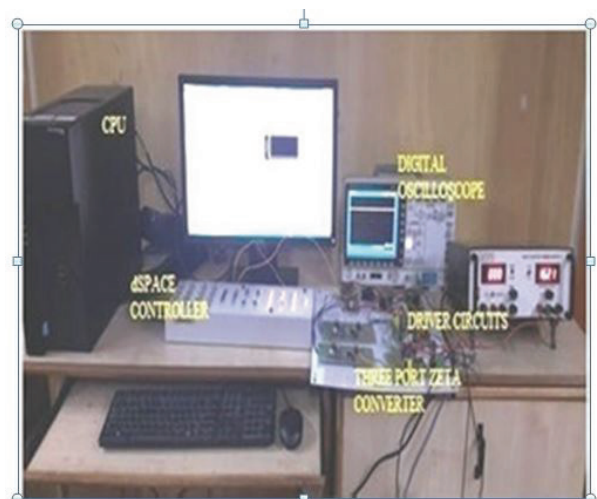 CPU
DIGITAL
OSCILLOSCOPE
dSPACE
CONTROLLER
DRIVER CIRCUITS
THREE PORT ZETA
CONVERTER